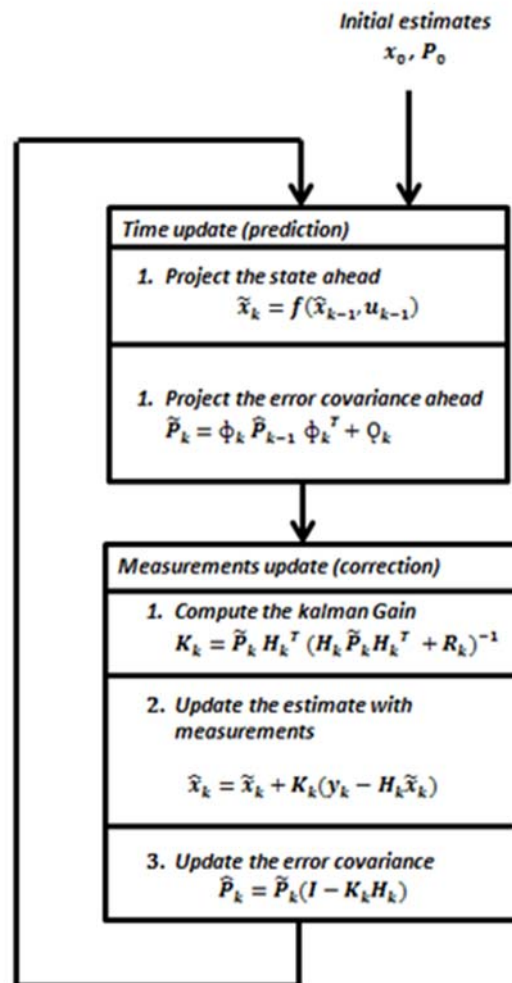 Initial estimates
x₀, P₀
Time update (prediction)
1. Project the state ahead
x̃ₖ = f(x̂ₖ₋₁, uₖ₋₁)
1. Project the error covariance ahead
P̃ₖ = ɸₖ P̂ₖ₋₁ ɸₖᵀ + Qₖ
Measurements update (correction)
1. Compute the kalman Gain
Kₖ = P̃ₖ Hₖᵀ (Hₖ P̃ₖ Hₖᵀ + Rₖ)⁻¹
2. Update the estimate with
measurements
x̂ₖ = x̃ₖ + Kₖ(yₖ − Hₖx̃ₖ)
3. Update the error covariance
P̂ₖ = P̃ₖ(I − KₖHₖ)